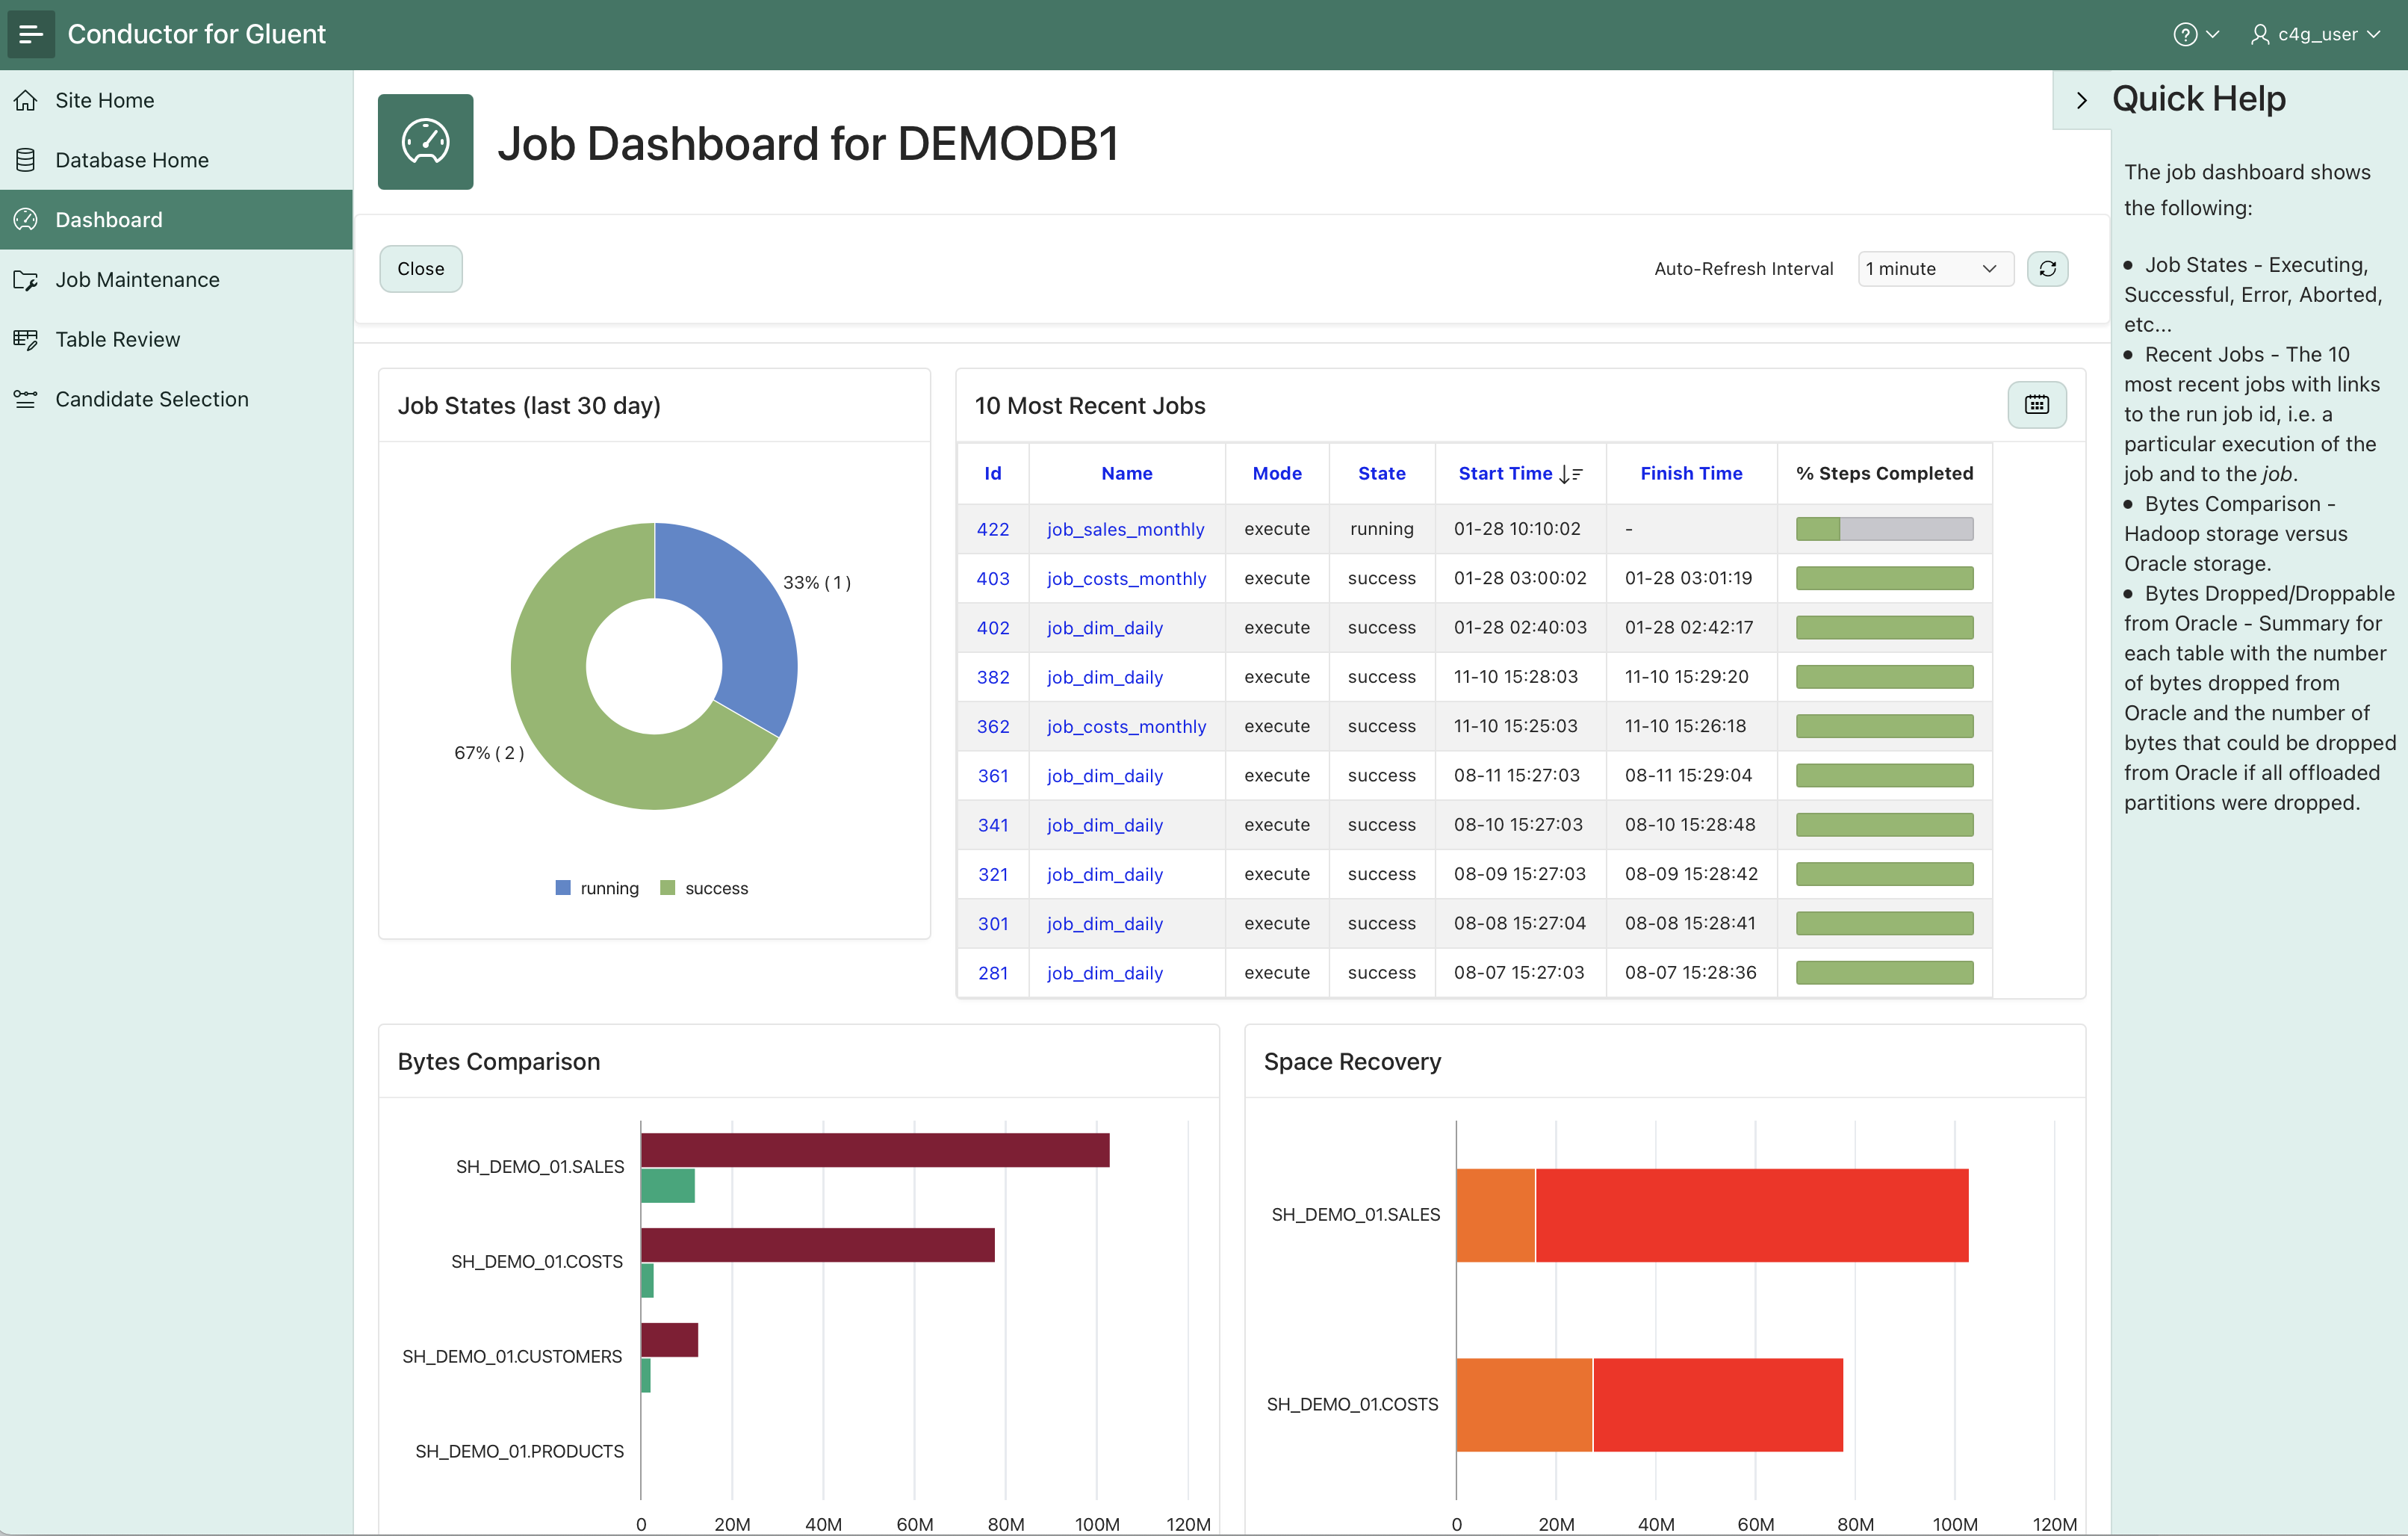 Conductor for Gluent
c4g_user
Site Home
Database Home
Dashboard
Job Maintenance
Table Review
Candidate Selection
Job Dashboard for DEMODB1
Close
Auto-Refresh Interval 1 minute
Job States (last 30 day)
33% ( 1 )
67% ( 2 )
running success
10 Most Recent Jobs
Id Name Mode State Start Time Finish Time % Steps Completed
422 job_sales_monthly execute running 01-28 10:10:02 -
403 job_costs_monthly execute success 01-28 03:00:02 01-28 03:01:19
402 job_dim_daily execute success 01-28 02:40:03 01-28 02:42:17
382 job_dim_daily execute success 11-10 15:28:03 11-10 15:29:20
362 job_costs_monthly execute success 11-10 15:25:03 11-10 15:26:18
361 job_dim_daily execute success 08-11 15:27:03 08-11 15:29:04
341 job_dim_daily execute success 08-10 15:27:03 08-10 15:28:48
321 job_dim_daily execute success 08-09 15:27:03 08-09 15:28:42
301 job_dim_daily execute success 08-08 15:27:04 08-08 15:28:41
281 job_dim_daily execute success 08-07 15:27:03 08-07 15:28:36
Bytes Comparison
SH_DEMO_01.SALES
SH_DEMO_01.COSTS
SH_DEMO_01.CUSTOMERS
SH_DEMO_01.PRODUCTS
0 20M 40M 60M 80M 100M 120M
Space Recovery
SH_DEMO_01.SALES
SH_DEMO_01.COSTS
0 20M 40M 60M 80M 100M 120M
Quick Help
The job dashboard shows
the following:
• Job States - Executing,
Successful, Error, Aborted,
etc...
• Recent Jobs - The 10
most recent jobs with links
to the run job id, i.e. a
particular execution of the
job and to the job.
• Bytes Comparison -
Hadoop storage versus
Oracle storage.
• Bytes Dropped/Droppable
from Oracle - Summary for
each table with the number
of bytes dropped from
Oracle and the number of
bytes that could be dropped
from Oracle if all offloaded
partitions were dropped.